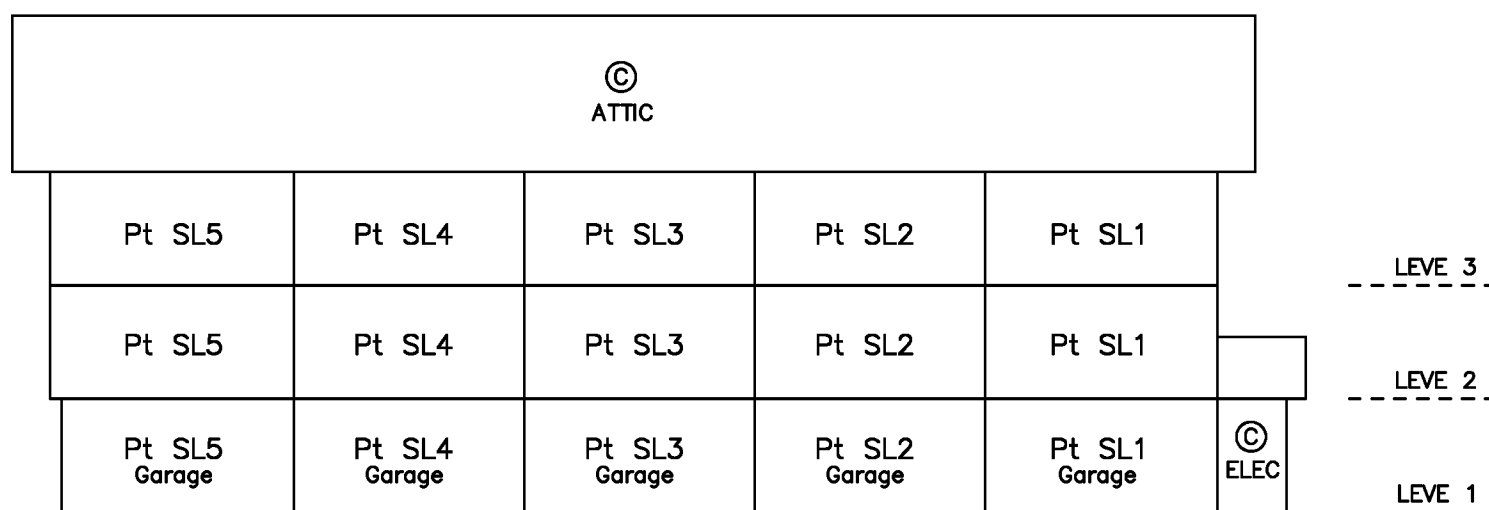 Ⓒ
ATTIC
Pt SL5 Pt SL4 Pt SL3 Pt SL2 Pt SL1
LEVE 3
Pt SL5 Pt SL4 Pt SL3 Pt SL2 Pt SL1
LEVE 2
Pt SL5 Pt SL4 Pt SL3 Pt SL2 Pt SL1 Ⓒ
Garage Garage Garage Garage Garage ELEC
LEVE 1